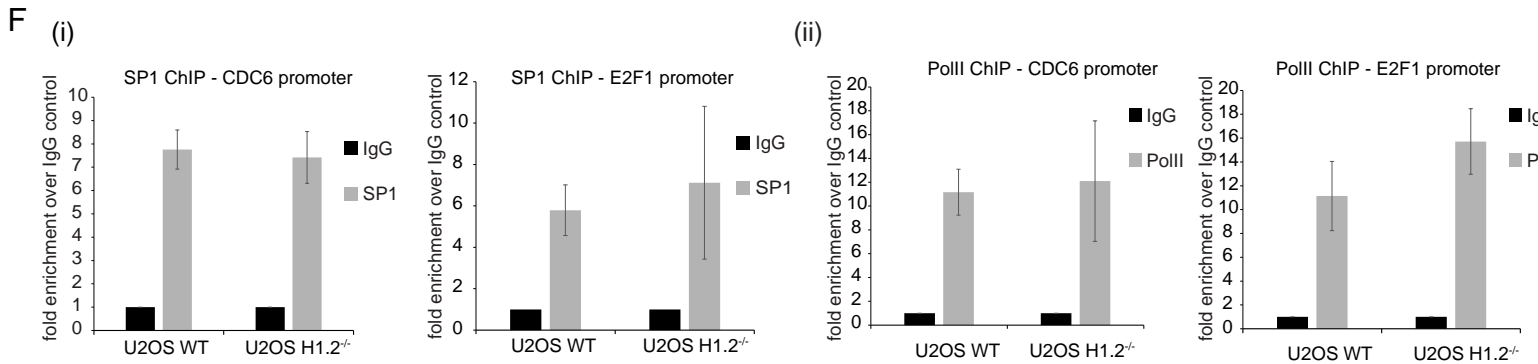 F
(i)
(ii)
SP1 ChIP - CDC6 promoter
fold enrichment over IgG control
10
9
8
7
6
5
4
3
2
1
0
U2OS WT
U2OS H1.2-/-
IgG
SP1
SP1 ChIP - E2F1 promoter
fold enrichment over IgG control
12
10
8
6
4
2
0
U2OS WT
U2OS H1.2-/-
IgG
SP1
PolII ChIP - CDC6 promoter
fold enrichment over IgG control
20
18
16
14
12
10
8
6
4
2
0
U2OS WT
U2OS H1.2-/-
IgG
PolII
PolII ChIP - E2F1 promoter
fold enrichment over IgG control
20
18
16
14
12
10
8
6
4
2
0
U2OS WT
U2OS H1.2-/-